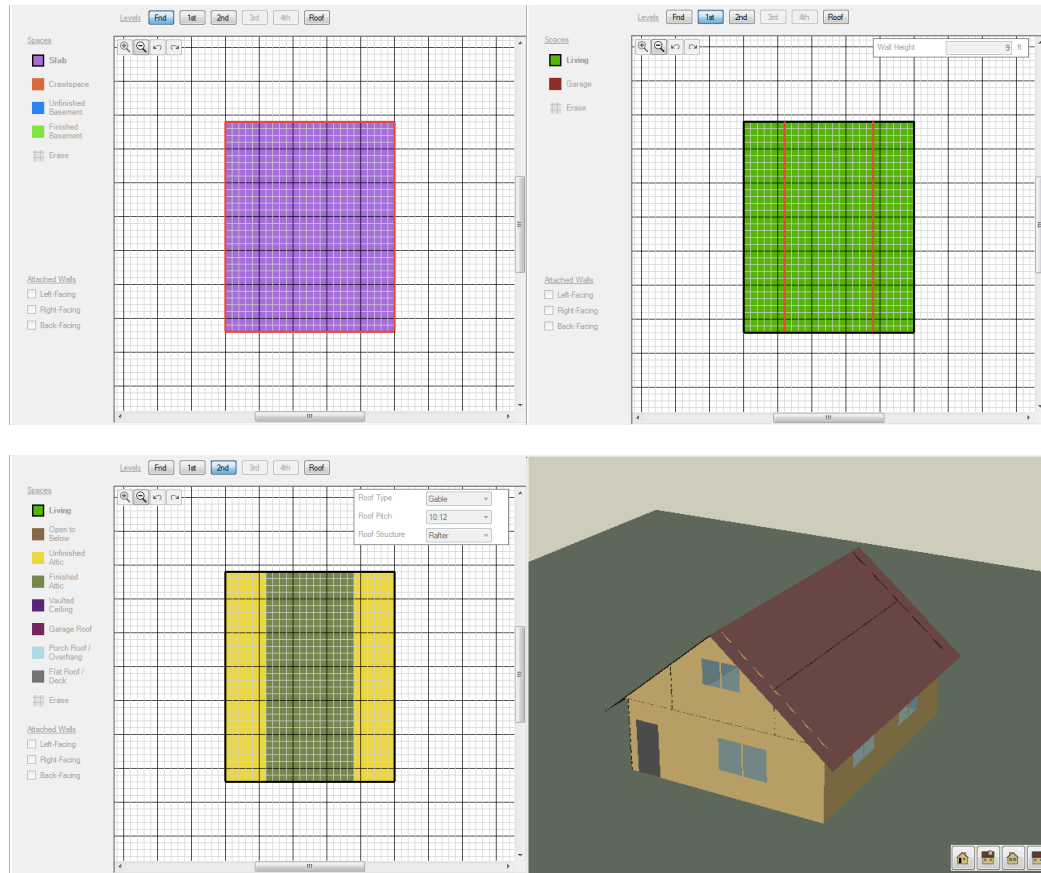 Levels Fnd 1st 2nd 3rd 4th Roof
Spaces
Slab
Crawlspace
Unfinished
Basement
Finished
Basement
Erase
Attached Walls
Left-Facing
Right-Facing
Back-Facing
Levels Fnd 1st 2nd 3rd 4th Roof
Wall Height 9 ft
Spaces
Living
Garage
Erase
Attached Walls
Left-Facing
Right-Facing
Back-Facing
Levels Fnd 1st 2nd 3rd 4th Roof
Roof Type Gable
Roof Pitch 10:12
Roof Structure Rafter
Spaces
Living
Open to
Below
Unfinished
Attic
Finished
Attic
Vaulted
Ceiling
Garage Roof
Porch Roof /
Overhang
Flat Roof /
Deck
Erase
Attached Walls
Left-Facing
Right-Facing
Back-Facing